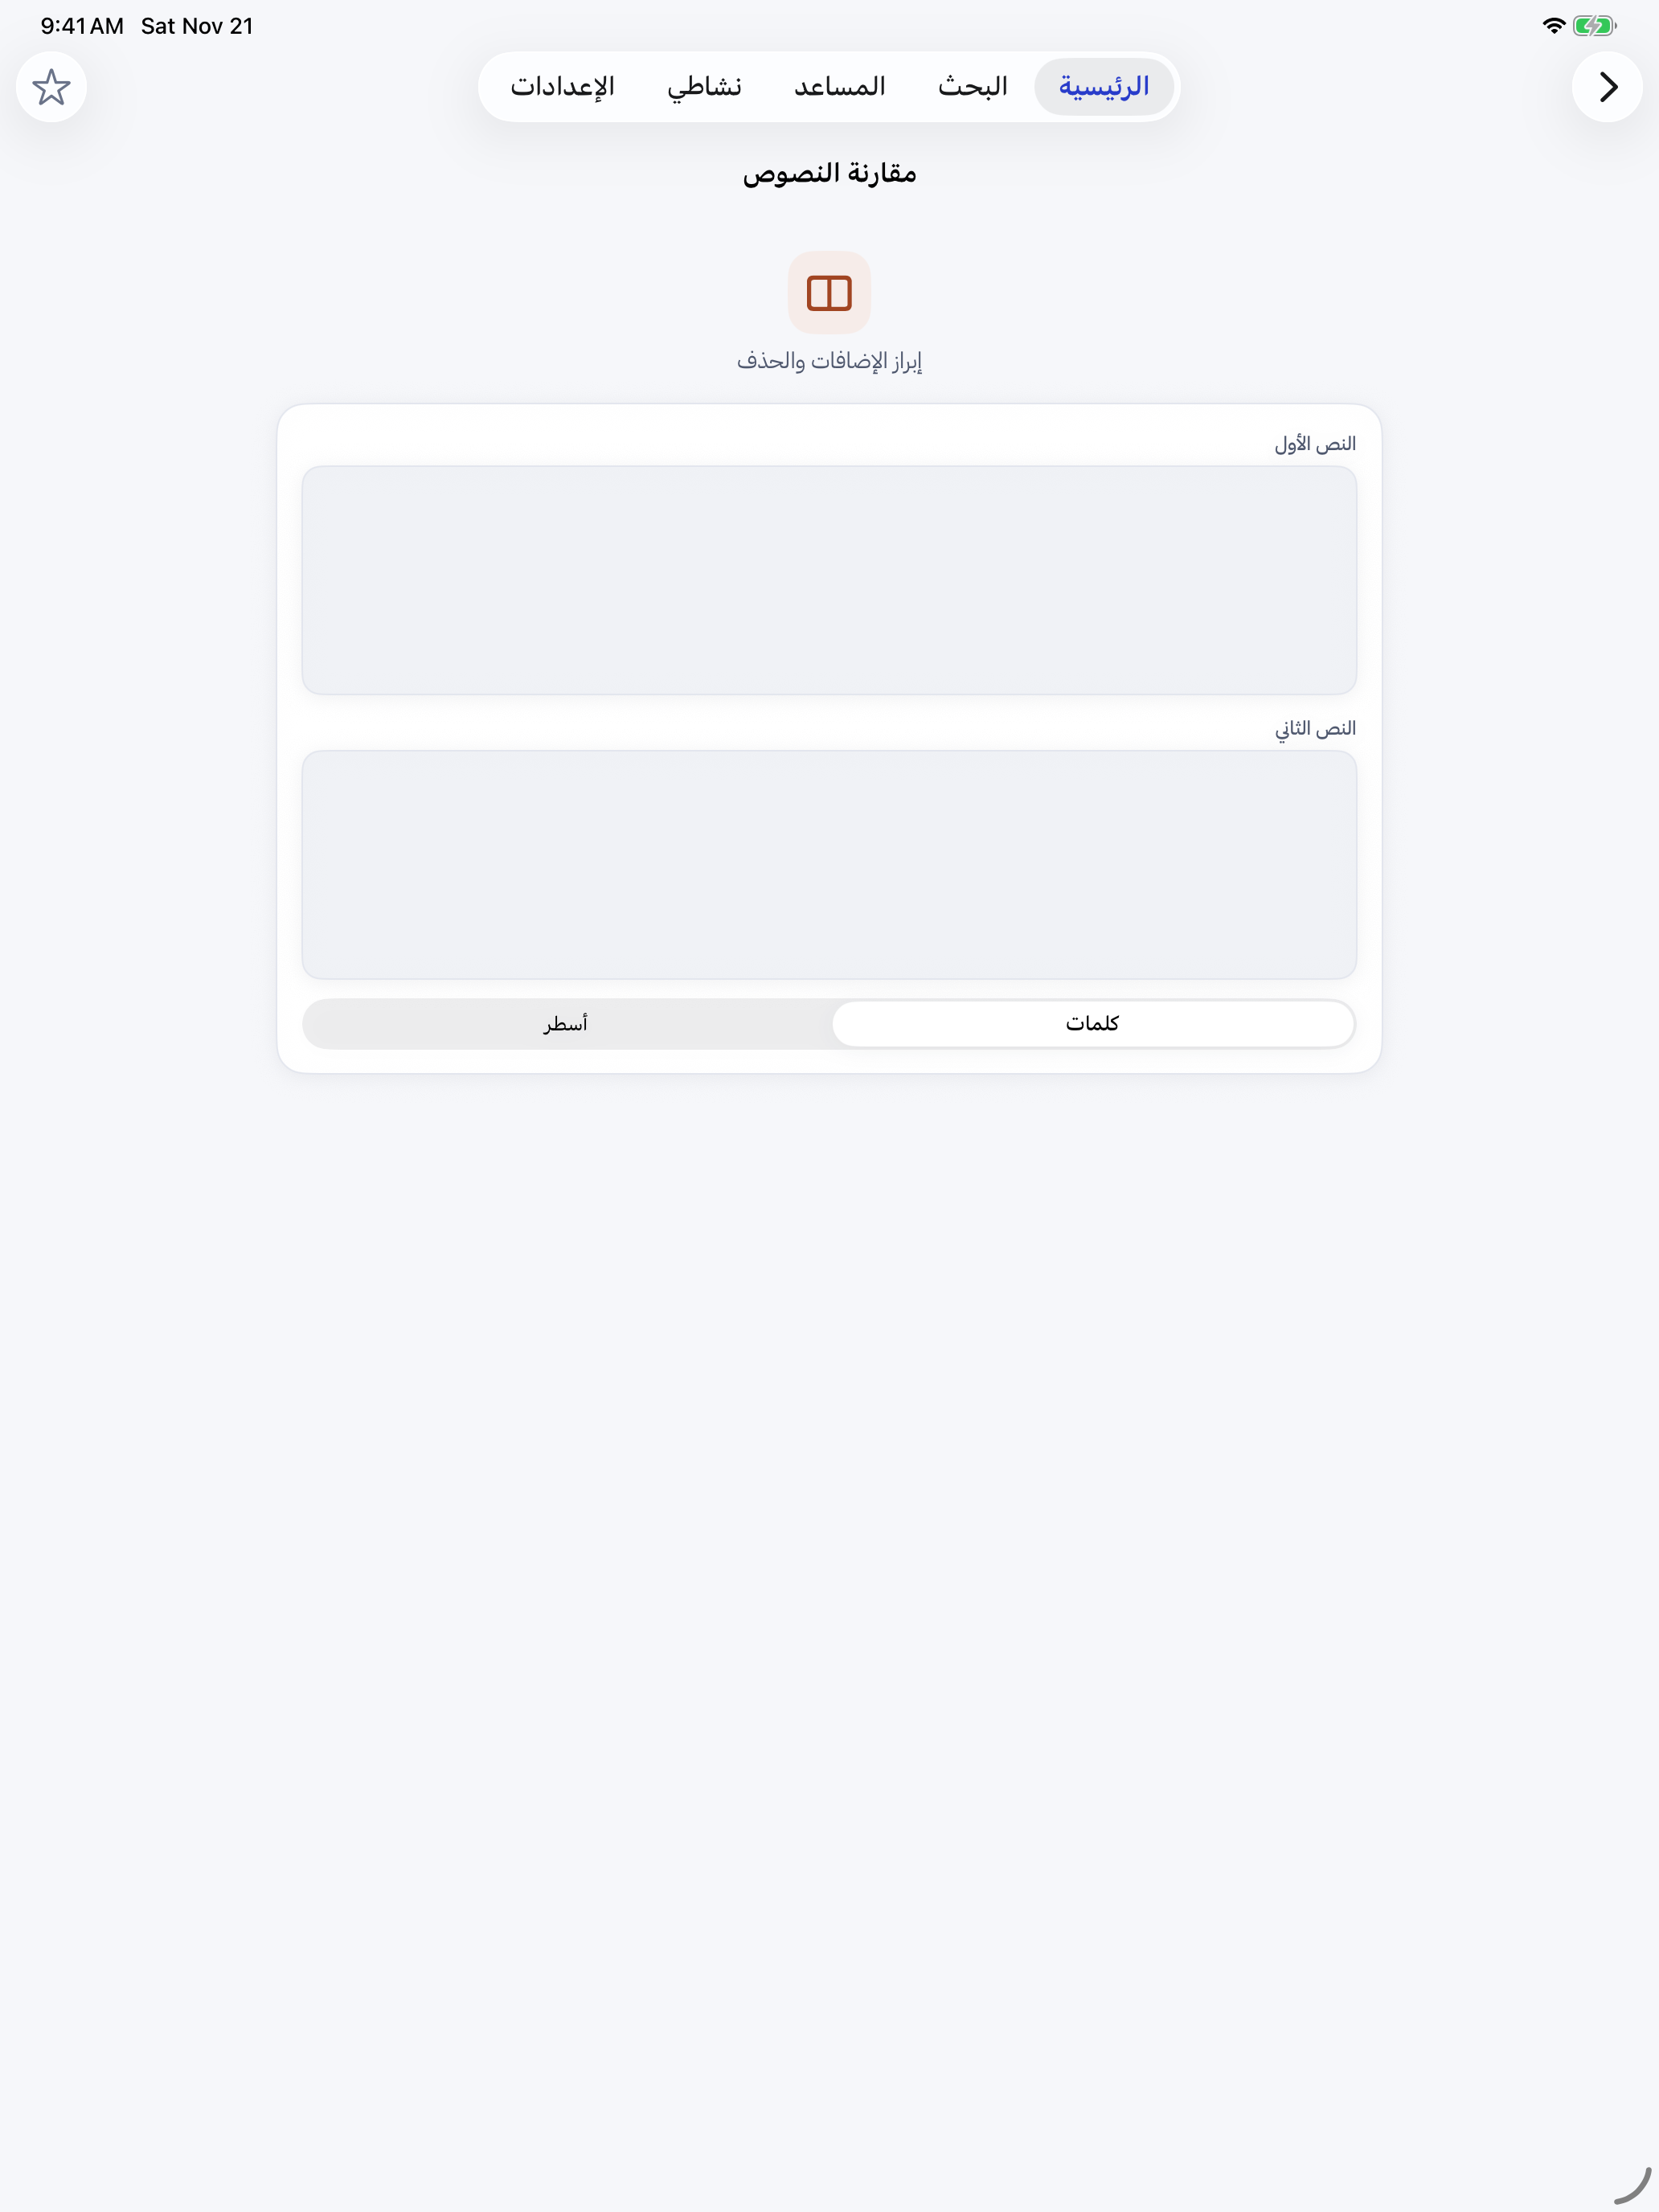 9:41 AM Sat Nov 21
الرئيسية البحث المساعد نشاطي الإعدادات
مقارنة النصوص
إبراز الإضافات والحذف
النص الأول
النص الثاني
كلمات أسطر